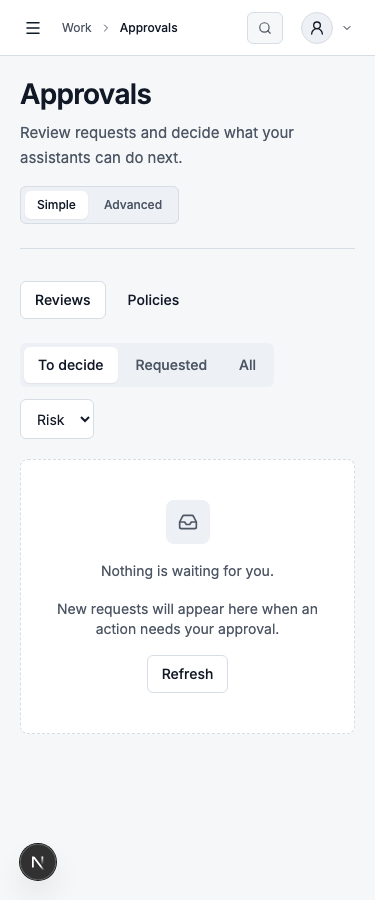 Work > Approvals
Approvals
Review requests and decide what your
assistants can do next.
Simple Advanced
Reviews Policies
To decide Requested All
Risk
Nothing is waiting for you.
New requests will appear here when an
action needs your approval.
Refresh
N